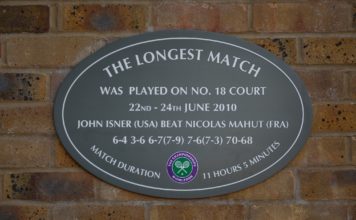 THE LONGEST MATCH
WAS PLAYED ON NO. 18 COURT
22ND - 24TH JUNE 2010
JOHN ISNER (USA) BEAT NICOLAS MAHUT (FRA)
6-4 3-6 6-7(7-9) 7-6(7-3) 70-68
MATCH DURATION 11 HOURS 5 MINUTES